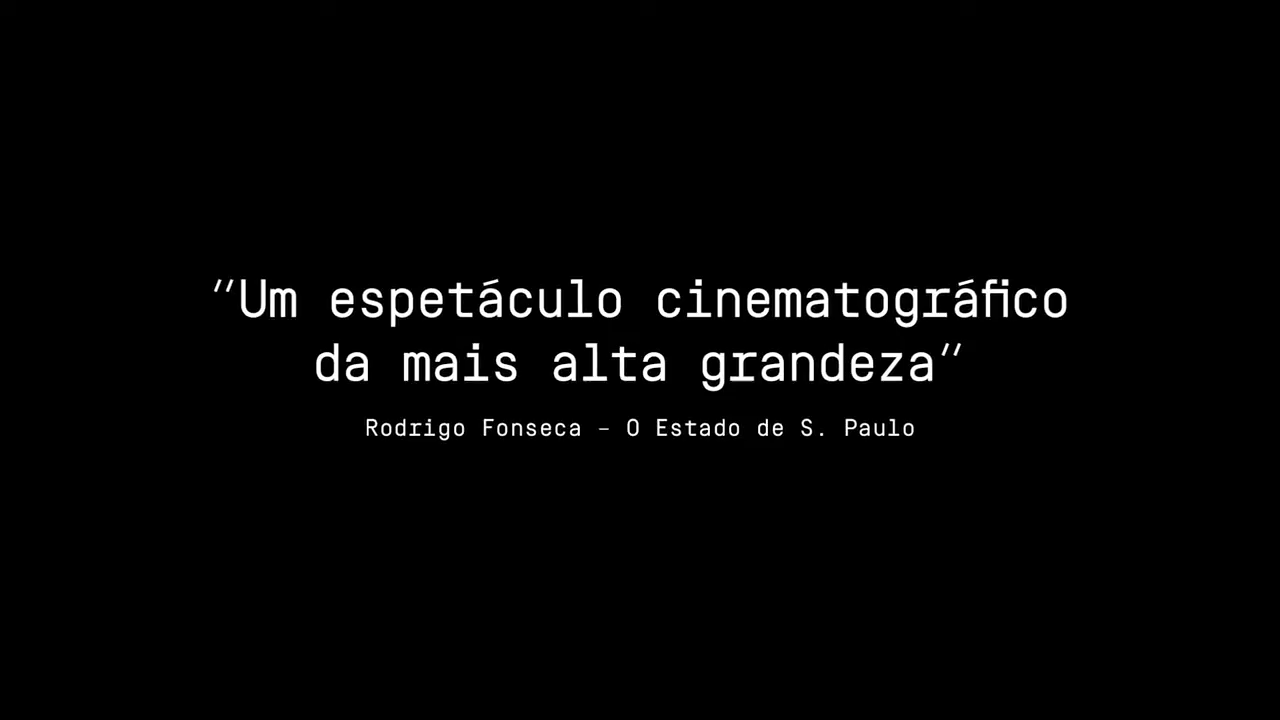 "Um espetáculo cinematográfico
da mais alta grandeza"
Rodrigo Fonseca – O Estado de S. Paulo